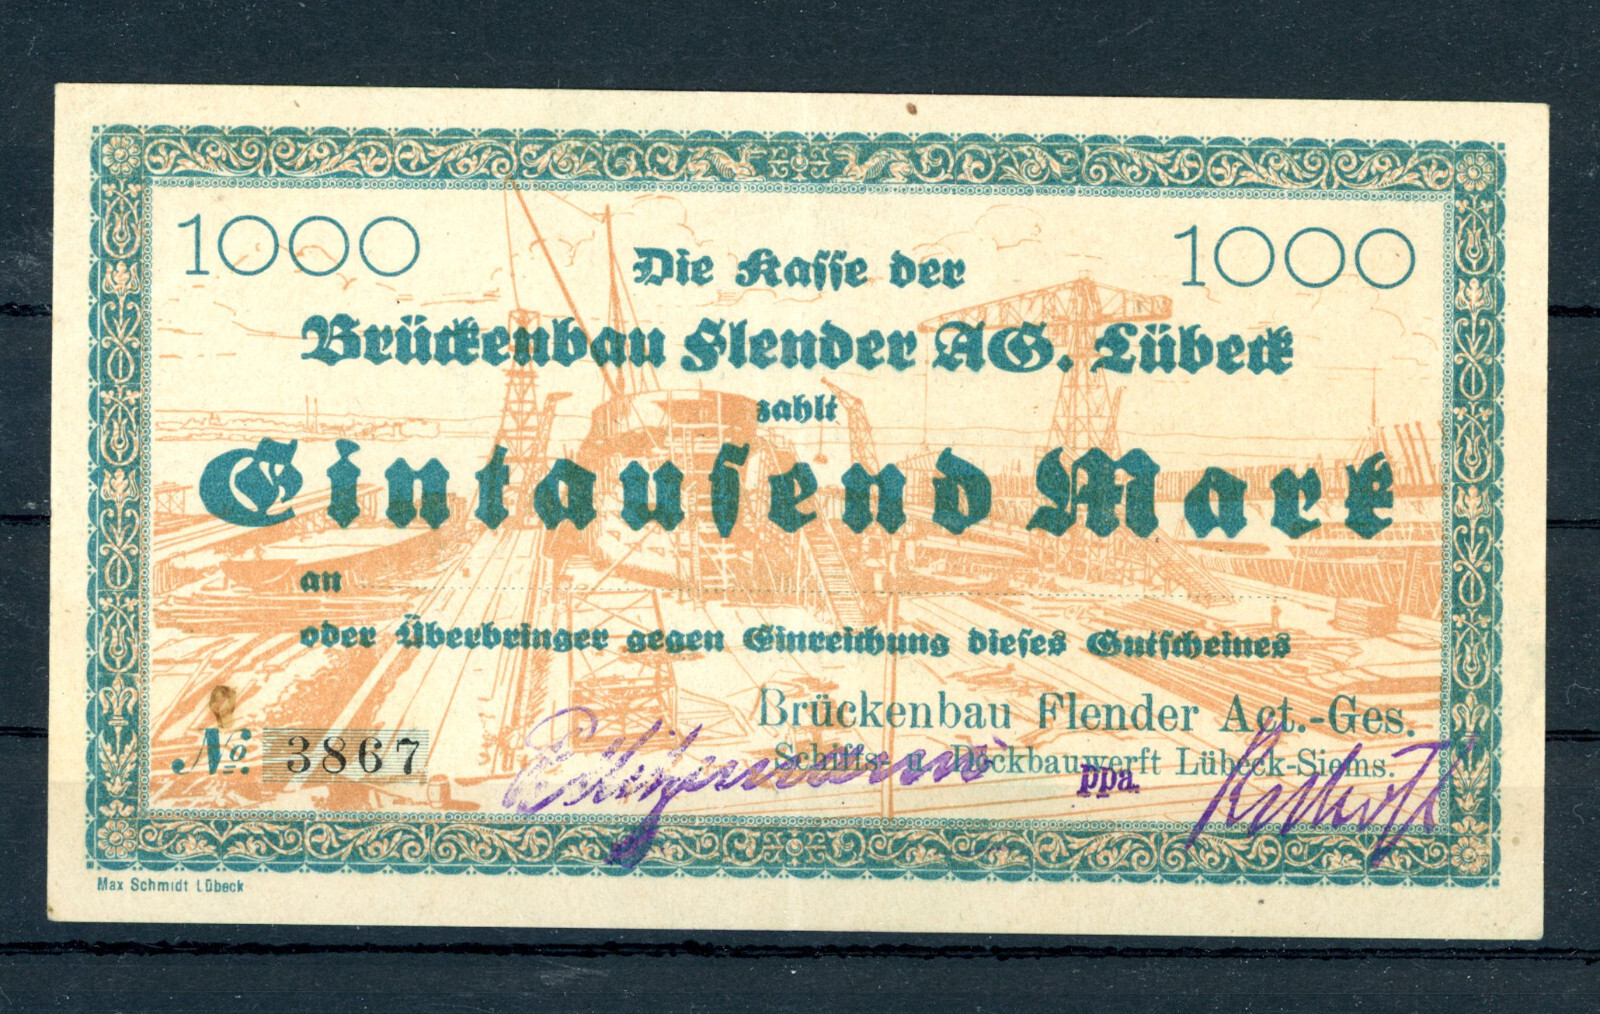 1000 1000
Die Kasse der
Brückenbau Flender AG. Lübeck
zahlt
Eintausend Mark
an
oder Überbringer gegen Einreichung dieses Gutscheines
Brückenbau Flender Act.-Ges.
Schiffs- u. Dockbauwerft Lübeck-Siems.
No. 3867
ppa.
Max Schmidt Lübeck